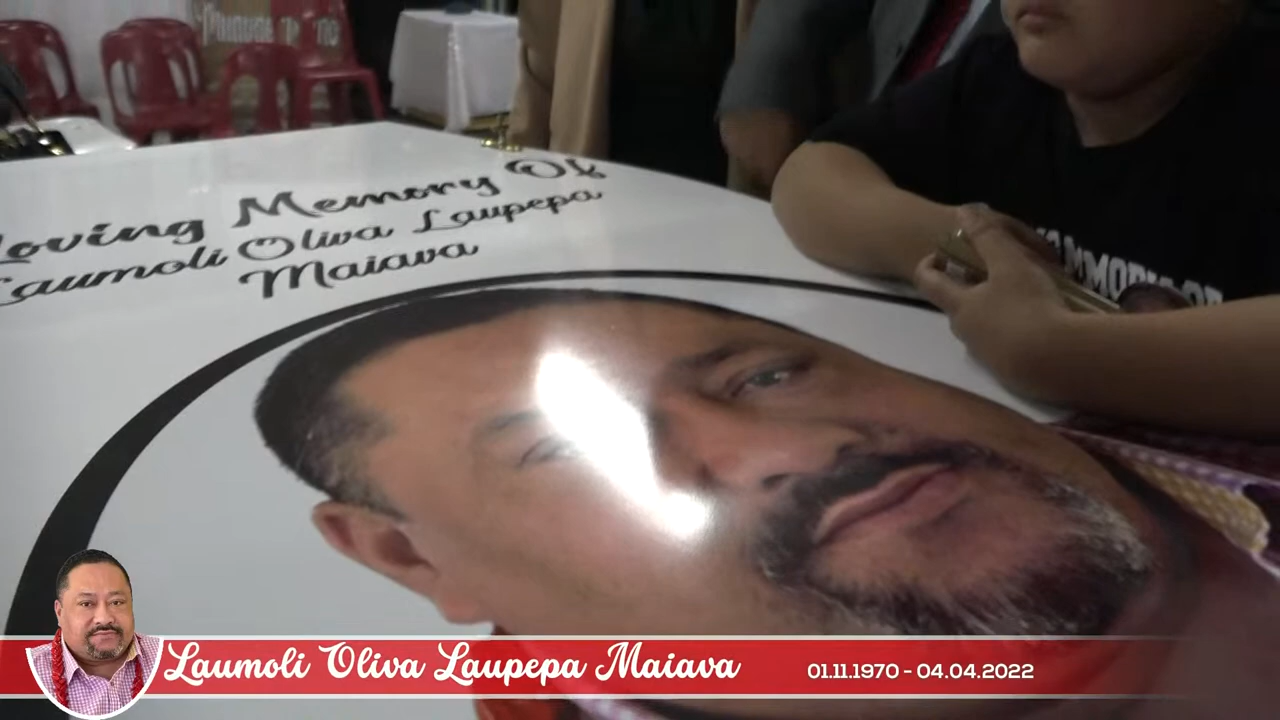 Loving Memory Of
Laumoli Oliva Laupepa
Maiava
Laumoli Oliva Laupepa Maiava
01.11.1970 - 04.04.2022